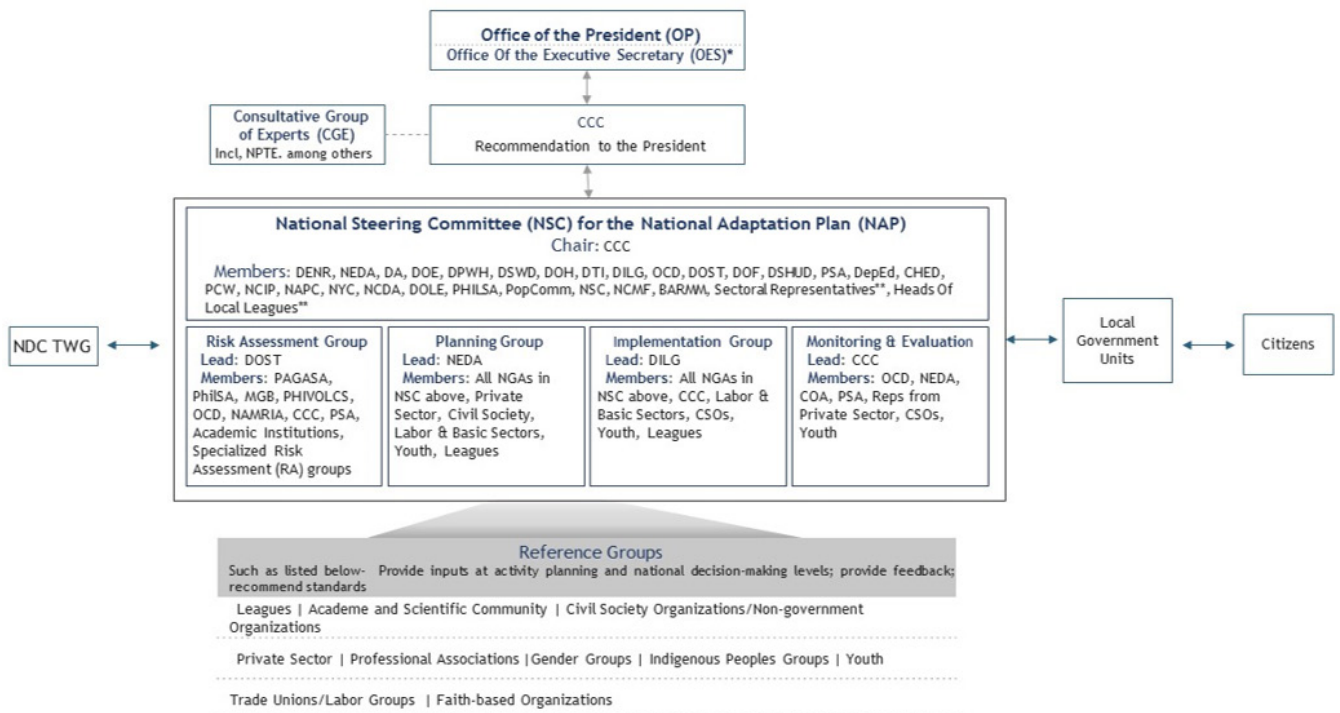 Office of the President (OP)
Office Of the Executive Secretary (OES)*
Consultative Group
of Experts (CGE)
Incl, NPTE. among others
CCC
Recommendation to the President
National Steering Committee (NSC) for the National Adaptation Plan (NAP)
Chair: CCC
Members: DENR, NEDA, DA, DOE, DPWH, DSWD, DOH, DTI, DILG, OCD, DOST, DOF, DSHUD, PSA, DepEd, CHED,
PCW, NCIP, NAPC, NYC, NCDA, DOLE, PHILSA, PopComm, NSC, NCMF, BARMM, Sectoral Representatives**, Heads Of
Local Leagues**
NDC TWG
Risk Assessment Group
Lead: DOST
Members: PAGASA,
PhilSA, MGB, PHIVOLCS,
OCD, NAMRIA, CCC, PSA,
Academic Institutions,
Specialized Risk
Assessment (RA) groups
Planning Group
Lead: NEDA
Members: All NGAs in
NSC above, Private
Sector, Civil Society,
Labor & Basic Sectors,
Youth, Leagues
Implementation Group
Lead: DILG
Members: All NGAs in
NSC above, CCC, Labor &
Basic Sectors, CSOs,
Youth, Leagues
Monitoring & Evaluation
Lead: CCC
Members: OCD, NEDA,
COA, PSA, Reps from
Private Sector, CSOs,
Youth
Local
Government
Units
Citizens
Reference Groups
Such as listed below- Provide inputs at activity planning and national decision-making levels; provide feedback;
recommend standards
Leagues | Academe and Scientific Community | Civil Society Organizations/Non-government
Organizations
Private Sector | Professional Associations |Gender Groups | Indigenous Peoples Groups | Youth
Trade Unions/Labor Groups | Faith-based Organizations